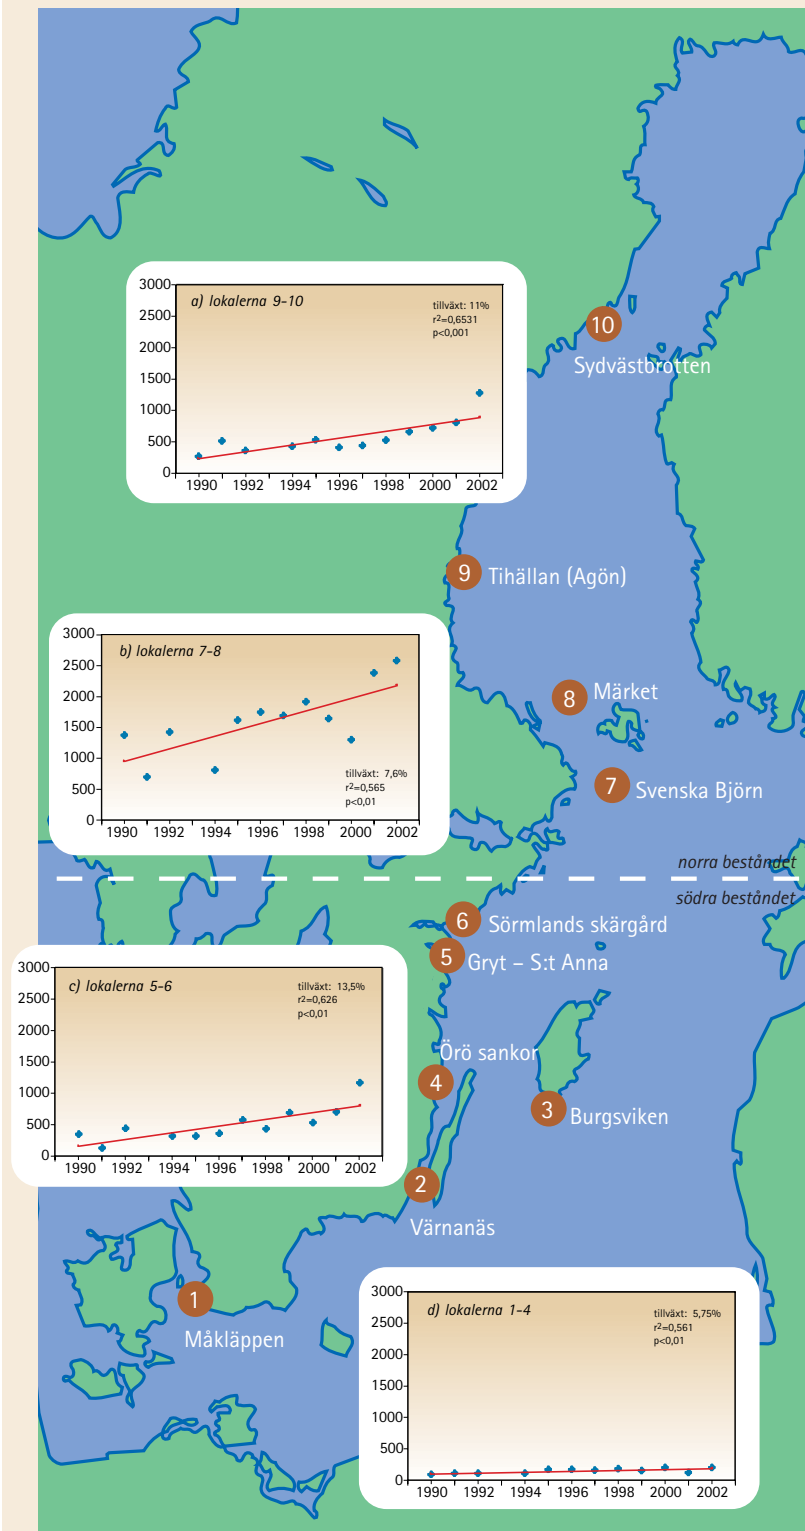 3000
2500
2000
1500
1000
500
0
a) lokalerna 9-10
tillväxt: 11%
r²=0,6531
p<0,001
1990 1992 1994 1996 1998 2000 2002
10
Sydvästbrotten
9 Tihällan (Agön)
3000
2500
2000
1500
1000
500
0
b) lokalerna 7-8
tillväxt: 7,6%
r²=0,565
p<0,01
1990 1992 1994 1996 1998 2000 2002
8 Märket
7 Svenska Björn
norra beståndet
södra beståndet
6 Sörmlands skärgård
5 Gryt – S:t Anna
3000
2500
2000
1500
1000
500
0
c) lokalerna 5-6
tillväxt: 13,5%
r²=0,626
p<0,01
1990 1992 1994 1996 1998 2000 2002
Örö sankor
4
3 Burgsviken
2
Värnanäs
1
Måkläppen
3000
2500
2000
1500
1000
500
0
d) lokalerna 1-4
tillväxt: 5,75%
r²=0,561
p<0,01
1990 1992 1994 1996 1998 2000 2002